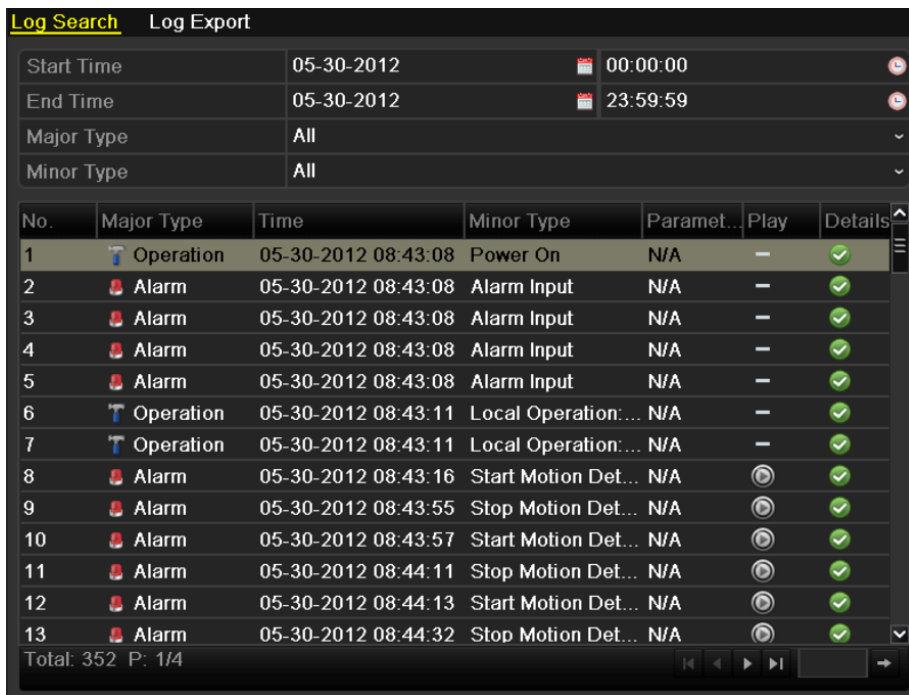 Log Search Log Export
Start Time 05-30-2012 00:00:00
End Time 05-30-2012 23:59:59
Major Type All
Minor Type All
No. Major Type Time Minor Type Paramet... Play Details
1 Operation 05-30-2012 08:43:08 Power On N/A –
2 Alarm 05-30-2012 08:43:08 Alarm Input N/A –
3 Alarm 05-30-2012 08:43:08 Alarm Input N/A –
4 Alarm 05-30-2012 08:43:08 Alarm Input N/A –
5 Alarm 05-30-2012 08:43:08 Alarm Input N/A –
6 Operation 05-30-2012 08:43:11 Local Operation:... N/A –
7 Operation 05-30-2012 08:43:11 Local Operation:... N/A –
8 Alarm 05-30-2012 08:43:16 Start Motion Det... N/A
9 Alarm 05-30-2012 08:43:55 Stop Motion Det... N/A
10 Alarm 05-30-2012 08:43:57 Start Motion Det... N/A
11 Alarm 05-30-2012 08:44:11 Stop Motion Det... N/A
12 Alarm 05-30-2012 08:44:13 Start Motion Det... N/A
13 Alarm 05-30-2012 08:44:32 Stop Motion Det... N/A
Total: 352 P: 1/4